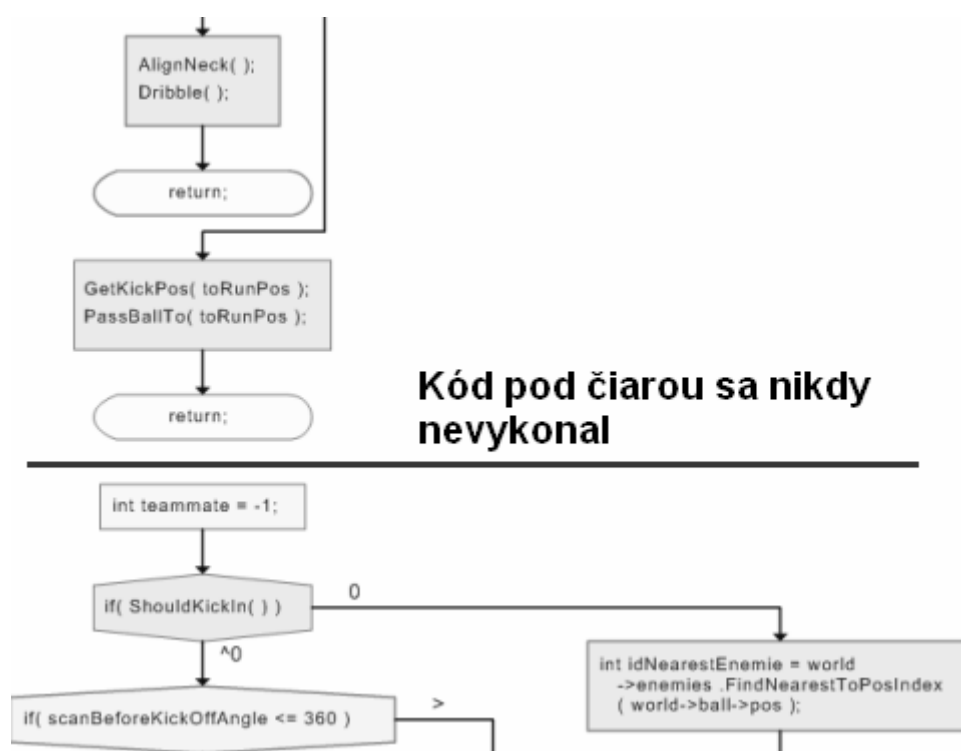 AlignNeck( );
Dribble( );
return;
GetKickPos( toRunPos );
PassBallTo( toRunPos );
return;
Kód pod čiarou sa nikdy
nevykonal
int teammate = -1;
if( ShouldKickIn( ) )
0
^0
int idNearestEnemie = world
->enemies .FindNearestToPosIndex
( world->ball->pos );
if( scanBeforeKickOffAngle <= 360 )
>